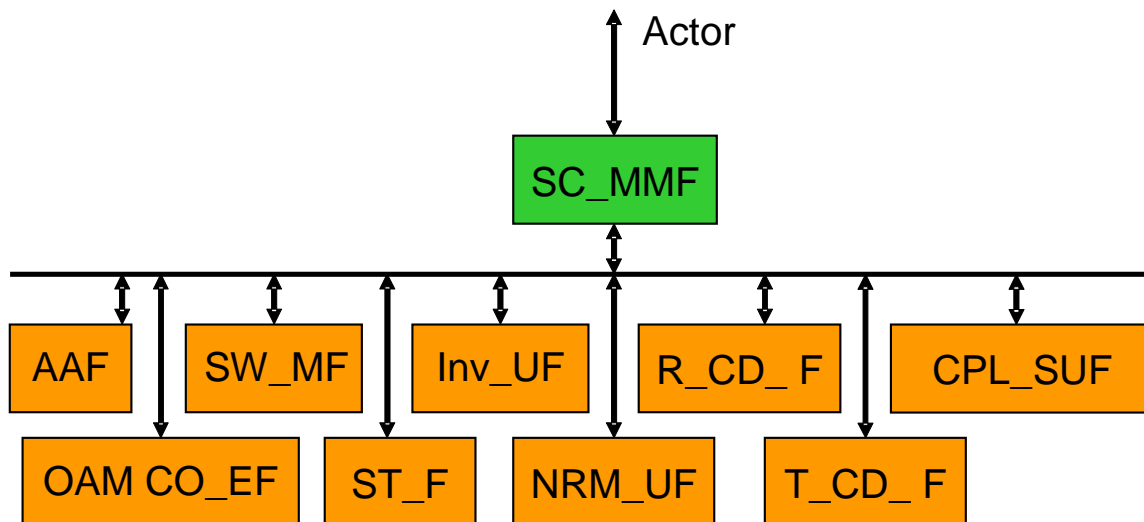 Actor
SC_MMF
AAF
SW_MF
Inv_UF
R_CD_ F
CPL_SUF
OAM CO_EF
ST_F
NRM_UF
T_CD_ F